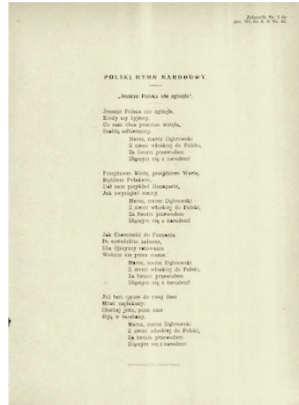 Załącznik Nr. 1 do
POLSKI HYMN NARODOWY.
„Jeszcze Polska nie zginęła".
Jeszcze Polska nie zginęła,
Kiedy my żyjemy,
Co nam obca przemoc wzięła,
Szablą odbierzemy.
Marsz, marsz Dąbrowski
Z ziemi włoskiej do Polski,
Za Twoim przewodem
Złączym się z narodem!
Przejdziem Wisłę, przejdziem Wartę,
Będziem Polakami,
Dał nam przykład Bonaparte,
Jak zwyciężać mamy.
Marsz, marsz Dąbrowski
Z ziemi włoskiej do Polski,
Za Twoim przewodem
Złączym się z narodem!
Jak Czarniecki do Poznania
Po szwedzkim zaborze,
Dla Ojczyzny ratowania
Wrócim się przez morze.
Marsz, marsz Dąbrowski
Z ziemi włoskiej do Polski,
Za Twoim przewodem
Złączym się z narodem!
Już tam ojciec do swej Basi
Mówi zapłakany:
Słuchaj jeno, pono nasi
Biją w tarabany.
Marsz, marsz Dąbrowski
Z ziemi włoskiej do Polski,
Za Twoim przewodem
Złączym się z narodem!